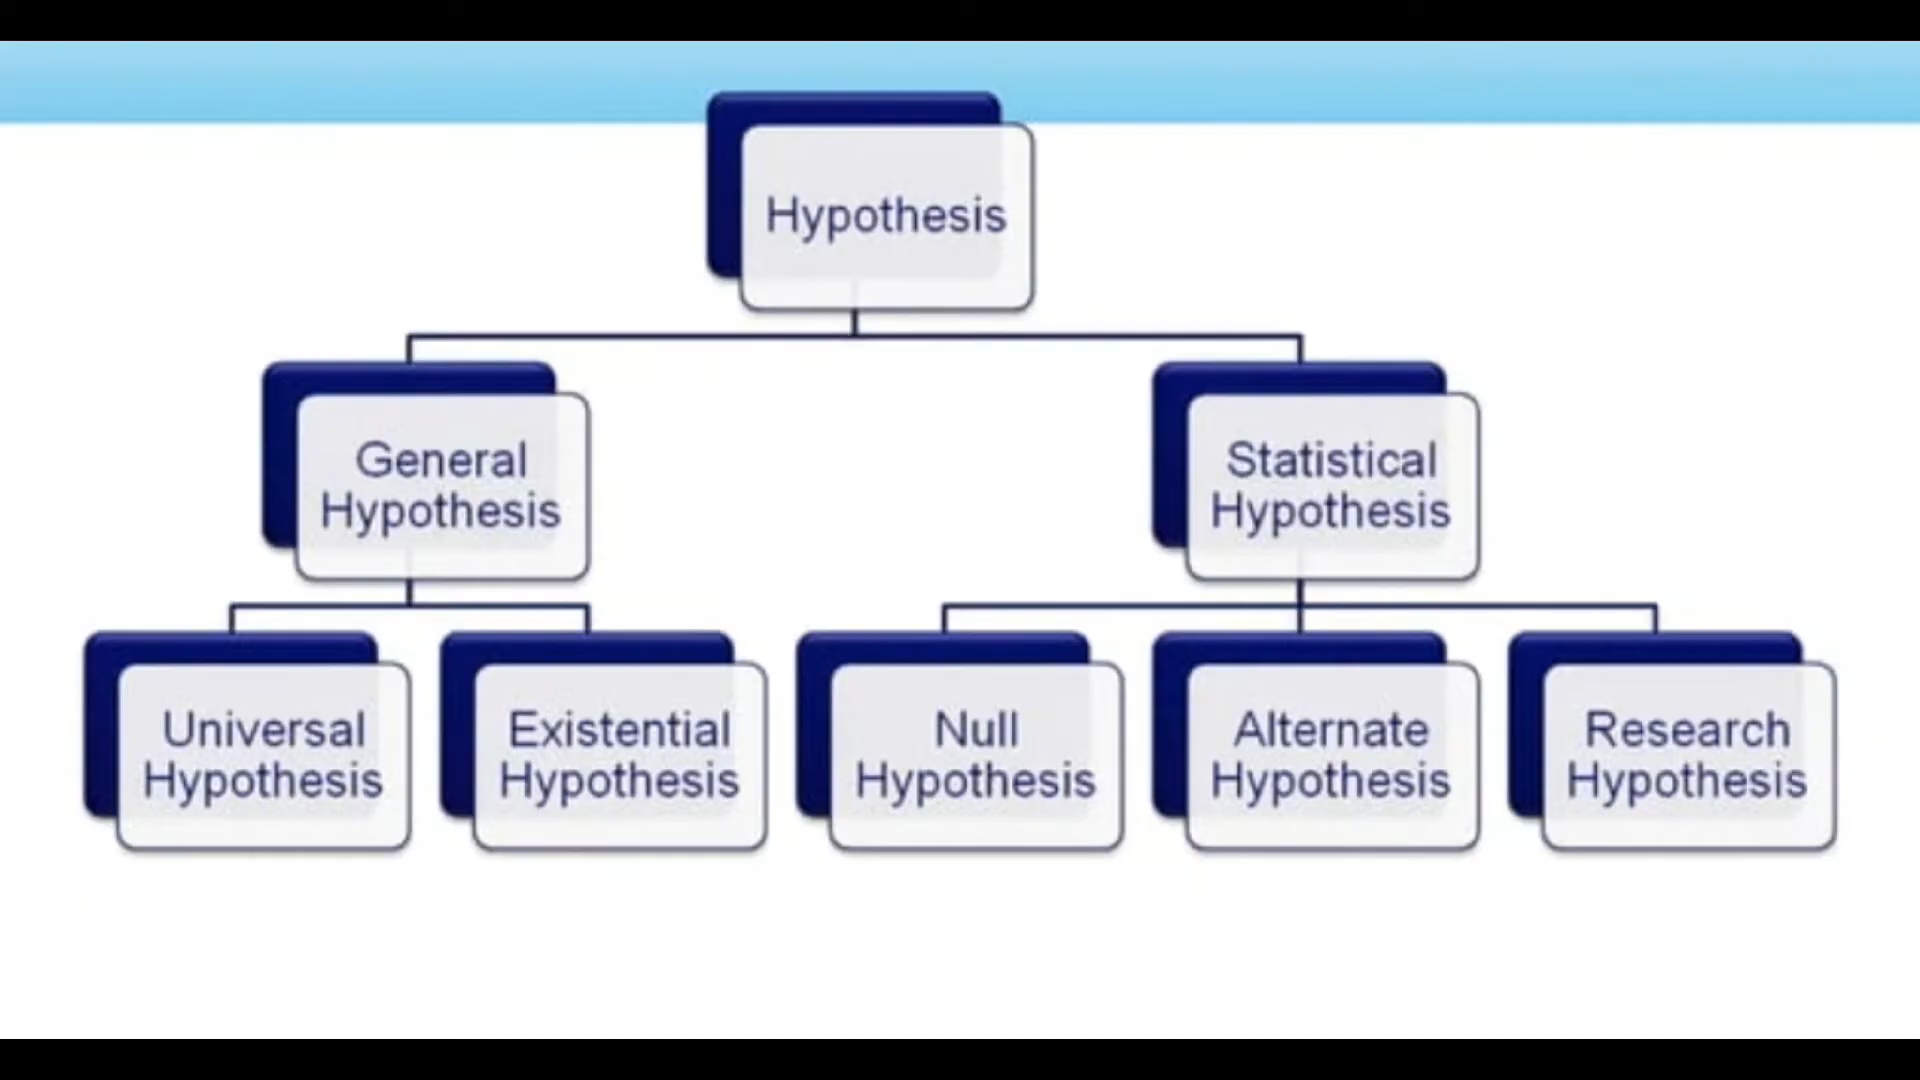 Hypothesis
General
Hypothesis
Statistical
Hypothesis
Universal
Hypothesis
Existential
Hypothesis
Null
Hypothesis
Alternate
Hypothesis
Research
Hypothesis